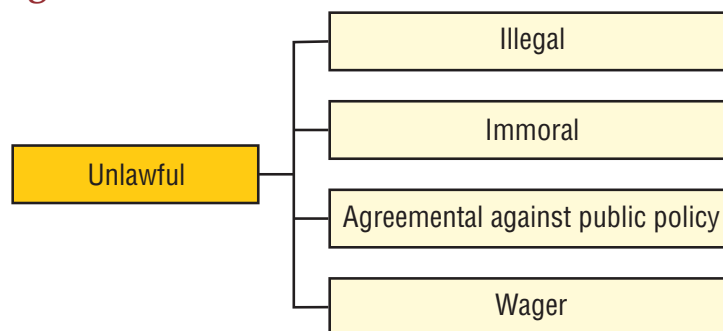 Illegal
Immoral
Unlawful
Agreemental against public policy
Wager